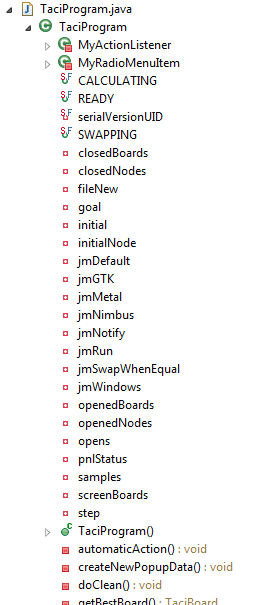 TaciProgram.java
TaciProgram
MyActionListener
MyRadioMenuItem
CALCULATING
READY
serialVersionUID
SWAPPING
closedBoards
closedNodes
fileNew
goal
initial
initialNode
jmDefault
jmGTK
jmMetal
jmNimbus
jmNotify
jmRun
jmSwapWhenEqual
jmWindows
openedBoards
openedNodes
opens
pnlStatus
samples
screenBoards
step
TaciProgram()
automaticAction() : void
createNewPopupData() : void
doClean() : void
getBestBoard() : TaciBoard